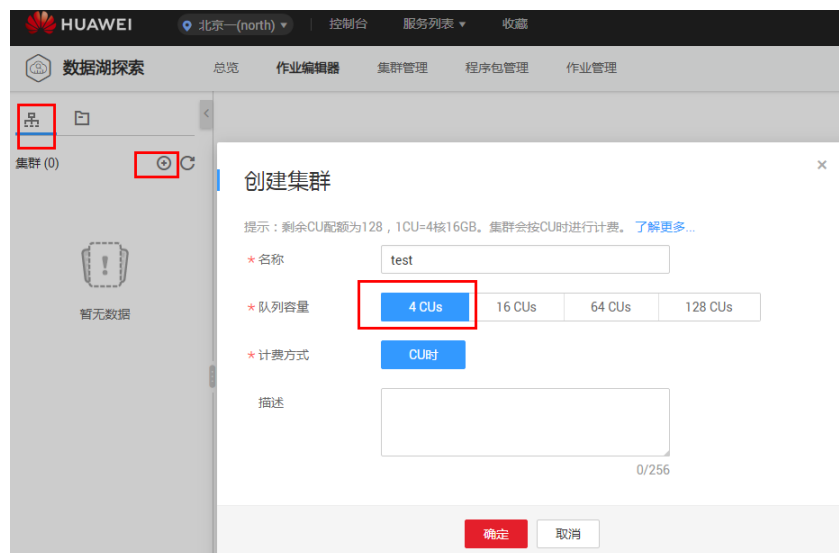 HUAWEI 北京一(north) 控制台 服务列表 收藏
数据湖探索 总览 作业编辑器 集群管理 程序包管理 作业管理
集群 (0)
暂无数据
创建集群
提示：剩余CU配额为128，1CU=4核16GB。集群会按CU时进行计费。 了解更多...
* 名称 test
* 队列容量 4 CUs 16 CUs 64 CUs 128 CUs
* 计费方式 CU时
描述
0/256
确定 取消